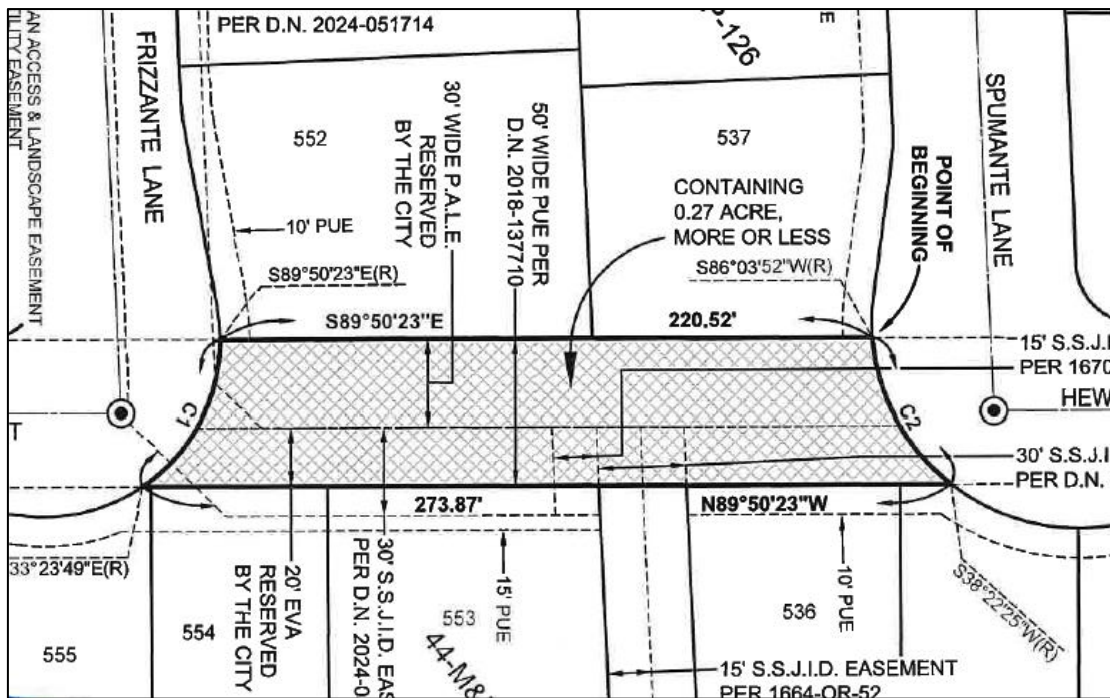 AN ACCESS & LANDSCAPE EASEMENT
ILITY EASEMENT
FRIZZANTE LANE
PER D.N. 2024-051714
-126
E
552
30' WIDE P.A.L.E.
RESERVED
BY THE CITY
50' WIDE PUE PER
D.N. 2018-137710
537
POINT OF
BEGINNING
SPUMANTE LANE
CONTAINING
0.27 ACRE,
MORE OR LESS
10' PUE
S89°50'23"E(R)
S86°03'52"W(R)
S89°50'23"E
220.52'
15' S.S.J.I
PER 1670
HEW
C1
C2
T
30' S.S.J.I
PER D.N.
273.87'
N89°50'23"W
33°23'49"E(R)
20' EVA
RESERVED
BY THE CITY
30' S.S.J.I.D. EAS
PER D.N. 2024-0
15' PUE
10' PUE
S38°22'25"W(R)
555
554
553
44-M&
536
15' S.S.J.I.D. EASEMENT
PER 1664-OR-52